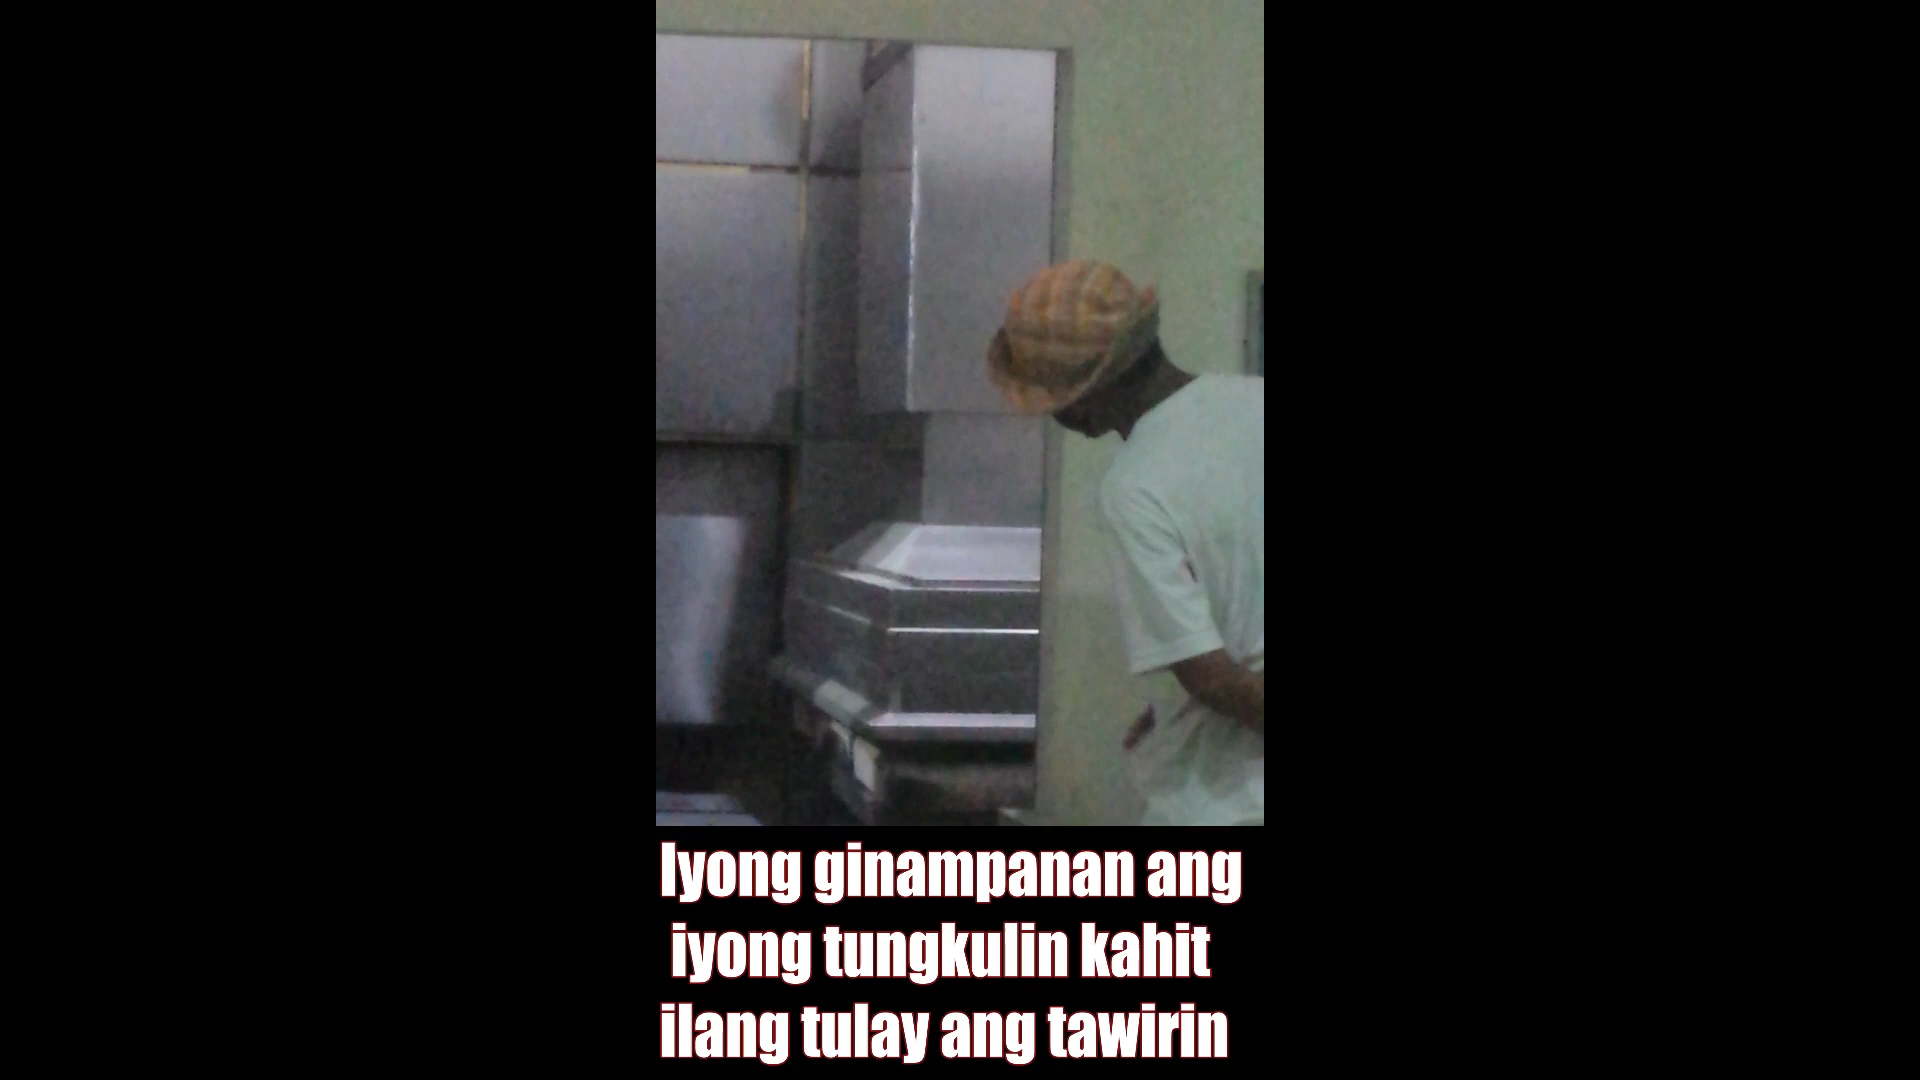 Iyong ginampanan ang
iyong tungkulin kahit
ilang tulay ang tawirin